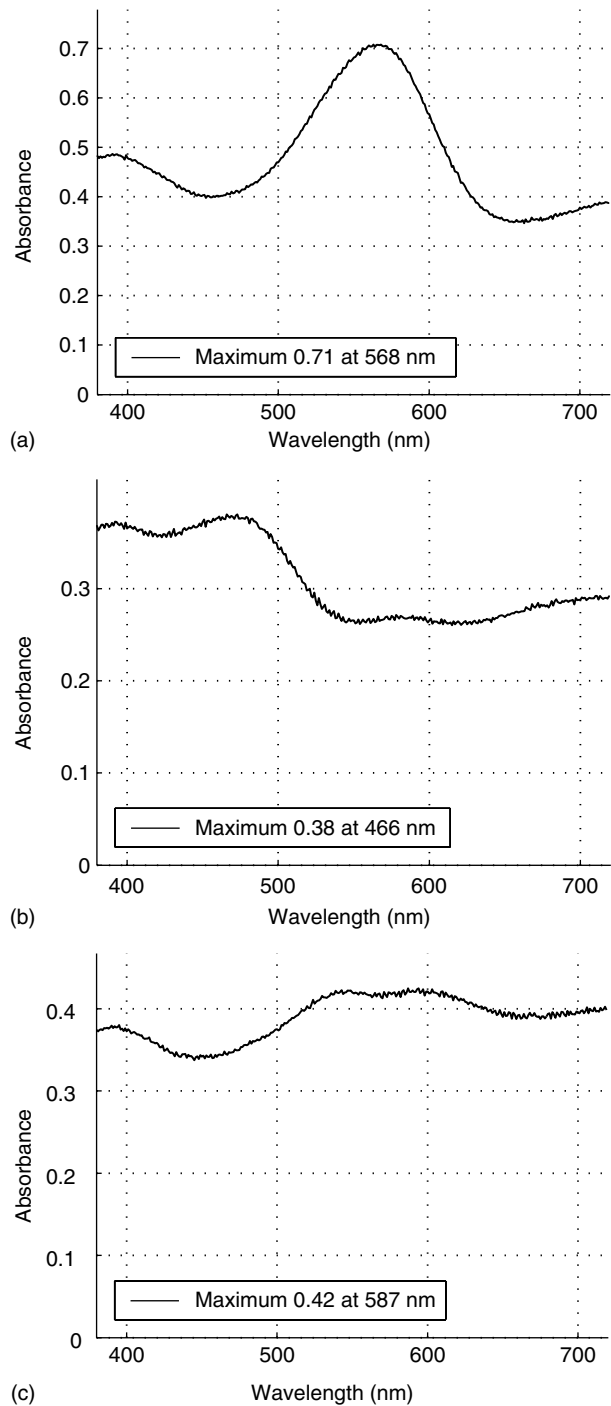 0.7
0.6
0.5
0.4
0.3
0.2
0.1
0
Absorbance
Maximum 0.71 at 568 nm
400 500 600 700
(a) Wavelength (nm)
0.3
0.2
0.1
0
Absorbance
Maximum 0.38 at 466 nm
400 500 600 700
(b) Wavelength (nm)
0.4
0.3
0.2
0.1
0
Absorbance
Maximum 0.42 at 587 nm
400 500 600 700
(c) Wavelength (nm)